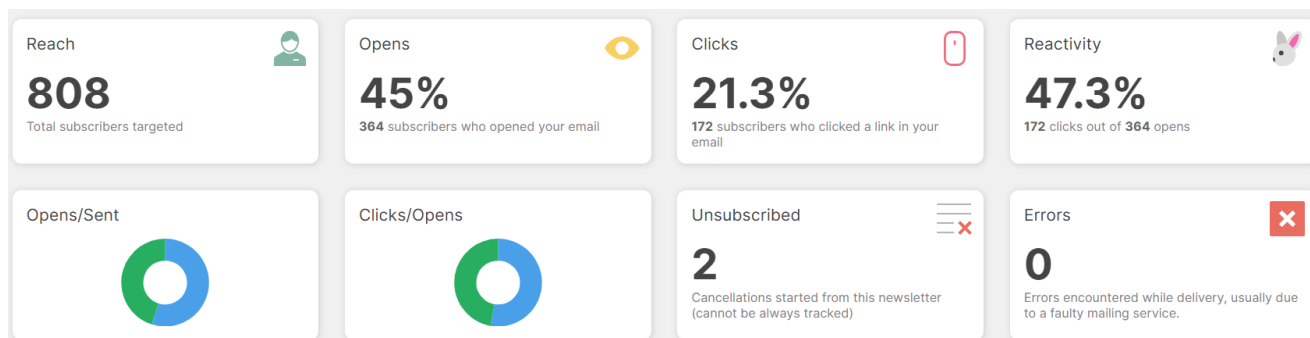 Reach
808
Total subscribers targeted
Opens
45%
364 subscribers who opened your email
Clicks
21.3%
172 subscribers who clicked a link in your
email
Reactivity
47.3%
172 clicks out of 364 opens
Opens/Sent
Clicks/Opens
Unsubscribed
2
Cancellations started from this newsletter
(cannot be always tracked)
Errors
0
Errors encountered while delivery, usually due
to a faulty mailing service.